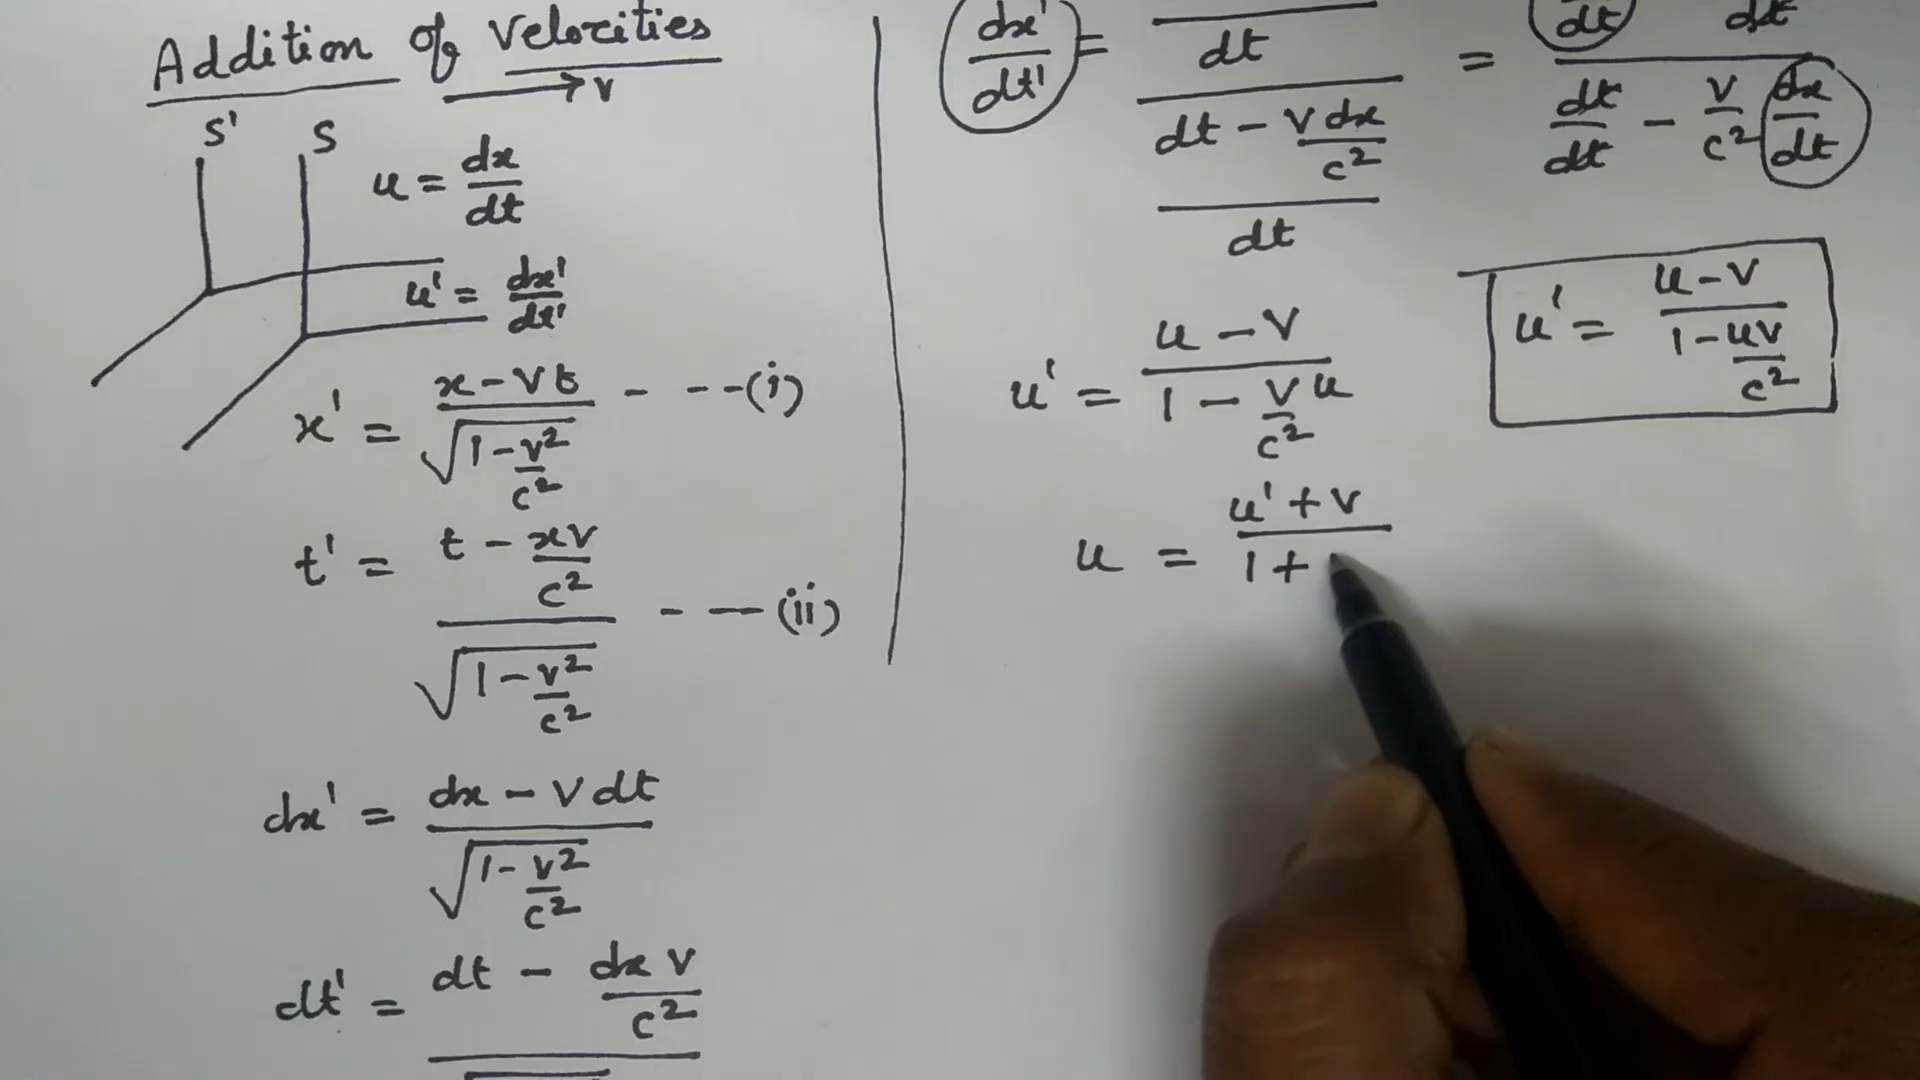 Addition of Velocities
→ v
S' S
u = dx/dt
u' = dx'/dt'
x' = (x - vt)/√(1 - v²/c²) - - -(i)
t' = (t - xv/c²)/√(1 - v²/c²) - — (ii)
dx' = (dx - v dt)/√(1 - v²/c²)
dt' = (dt - dx v/c²)/√
dx'/dt' = /dt / (dt - v dx/c²)/dt = /dt dt / (dt/dt - v/c² dx/dt)
u' = (u - v)/(1 - v/c² u)
u' = (u - v)/(1 - uv/c²)
u = (u' + v)/(1 +